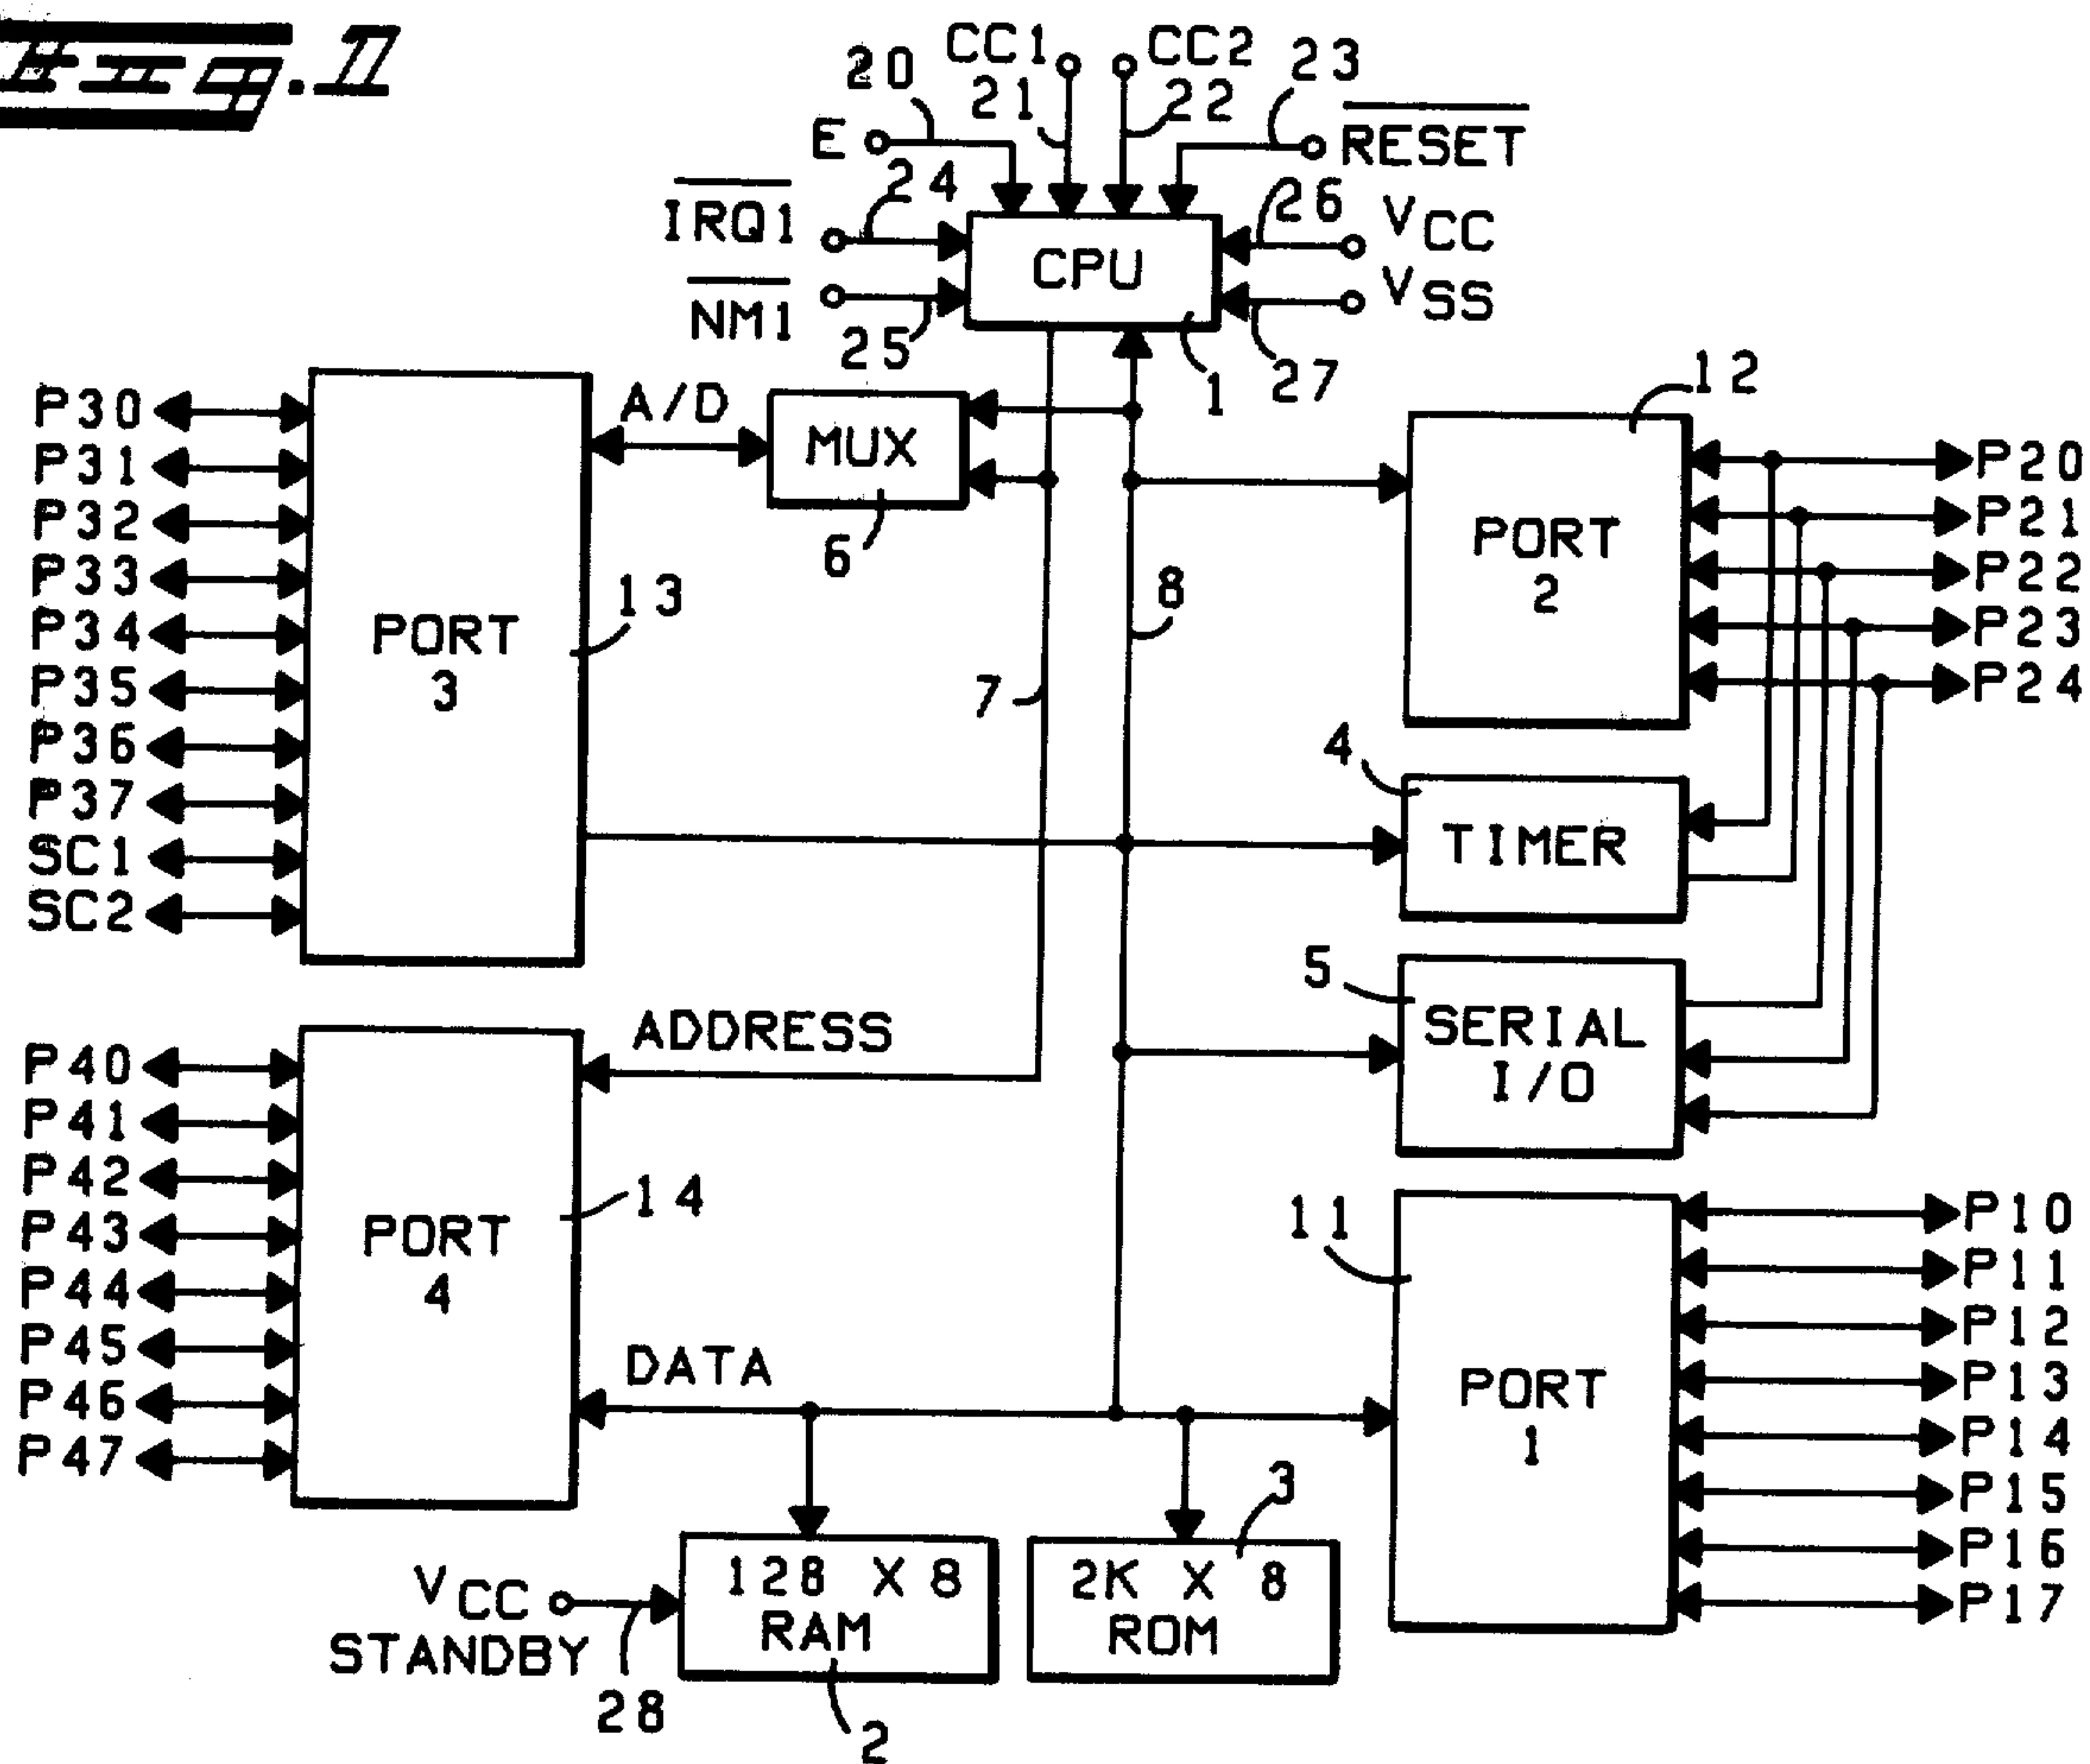 Fig. II
CC1
CC2
20
21
22
23
E
RESET
24
26
IRQ1
VCC
CPU
NM1
VSS
25
1
27
12
P30
A/D
P31
MUX
P20
P32
P21
6
PORT
2
P33
13
8
P22
P34
PORT
3
P23
P35
7
P24
P36
4
P37
TIMER
SC1
SC2
5
SERIAL
I/O
ADDRESS
P40
P41
P42
14
11
P10
P43
PORT
4
P11
P44
P12
P45
DATA
P13
P46
PORT
1
P14
P47
3
P15
128 X 8
RAM
2K X 8
ROM
P16
VCC
STANDBY
P17
28
2